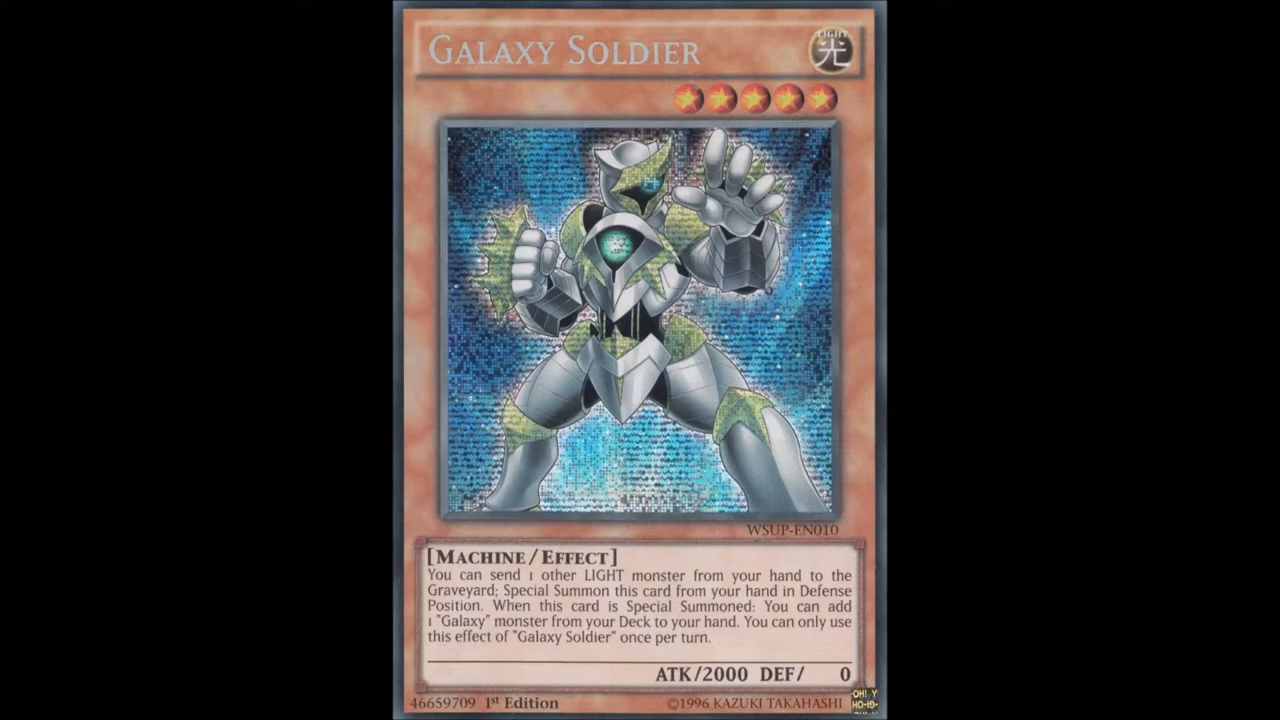 GALAXY SOLDIER
LIGHT
光
WSUP-EN010
[MACHINE/EFFECT]
You can send 1 other LIGHT monster from your hand to the
Graveyard; Special Summon this card from your hand in Defense
Position. When this card is Special Summoned: You can add
1 "Galaxy" monster from your Deck to your hand. You can only use
this effect of "Galaxy Soldier" once per turn.
ATK/2000 DEF/ 0
46659709 1st Edition ©1996 KAZUKI TAKAHASHI